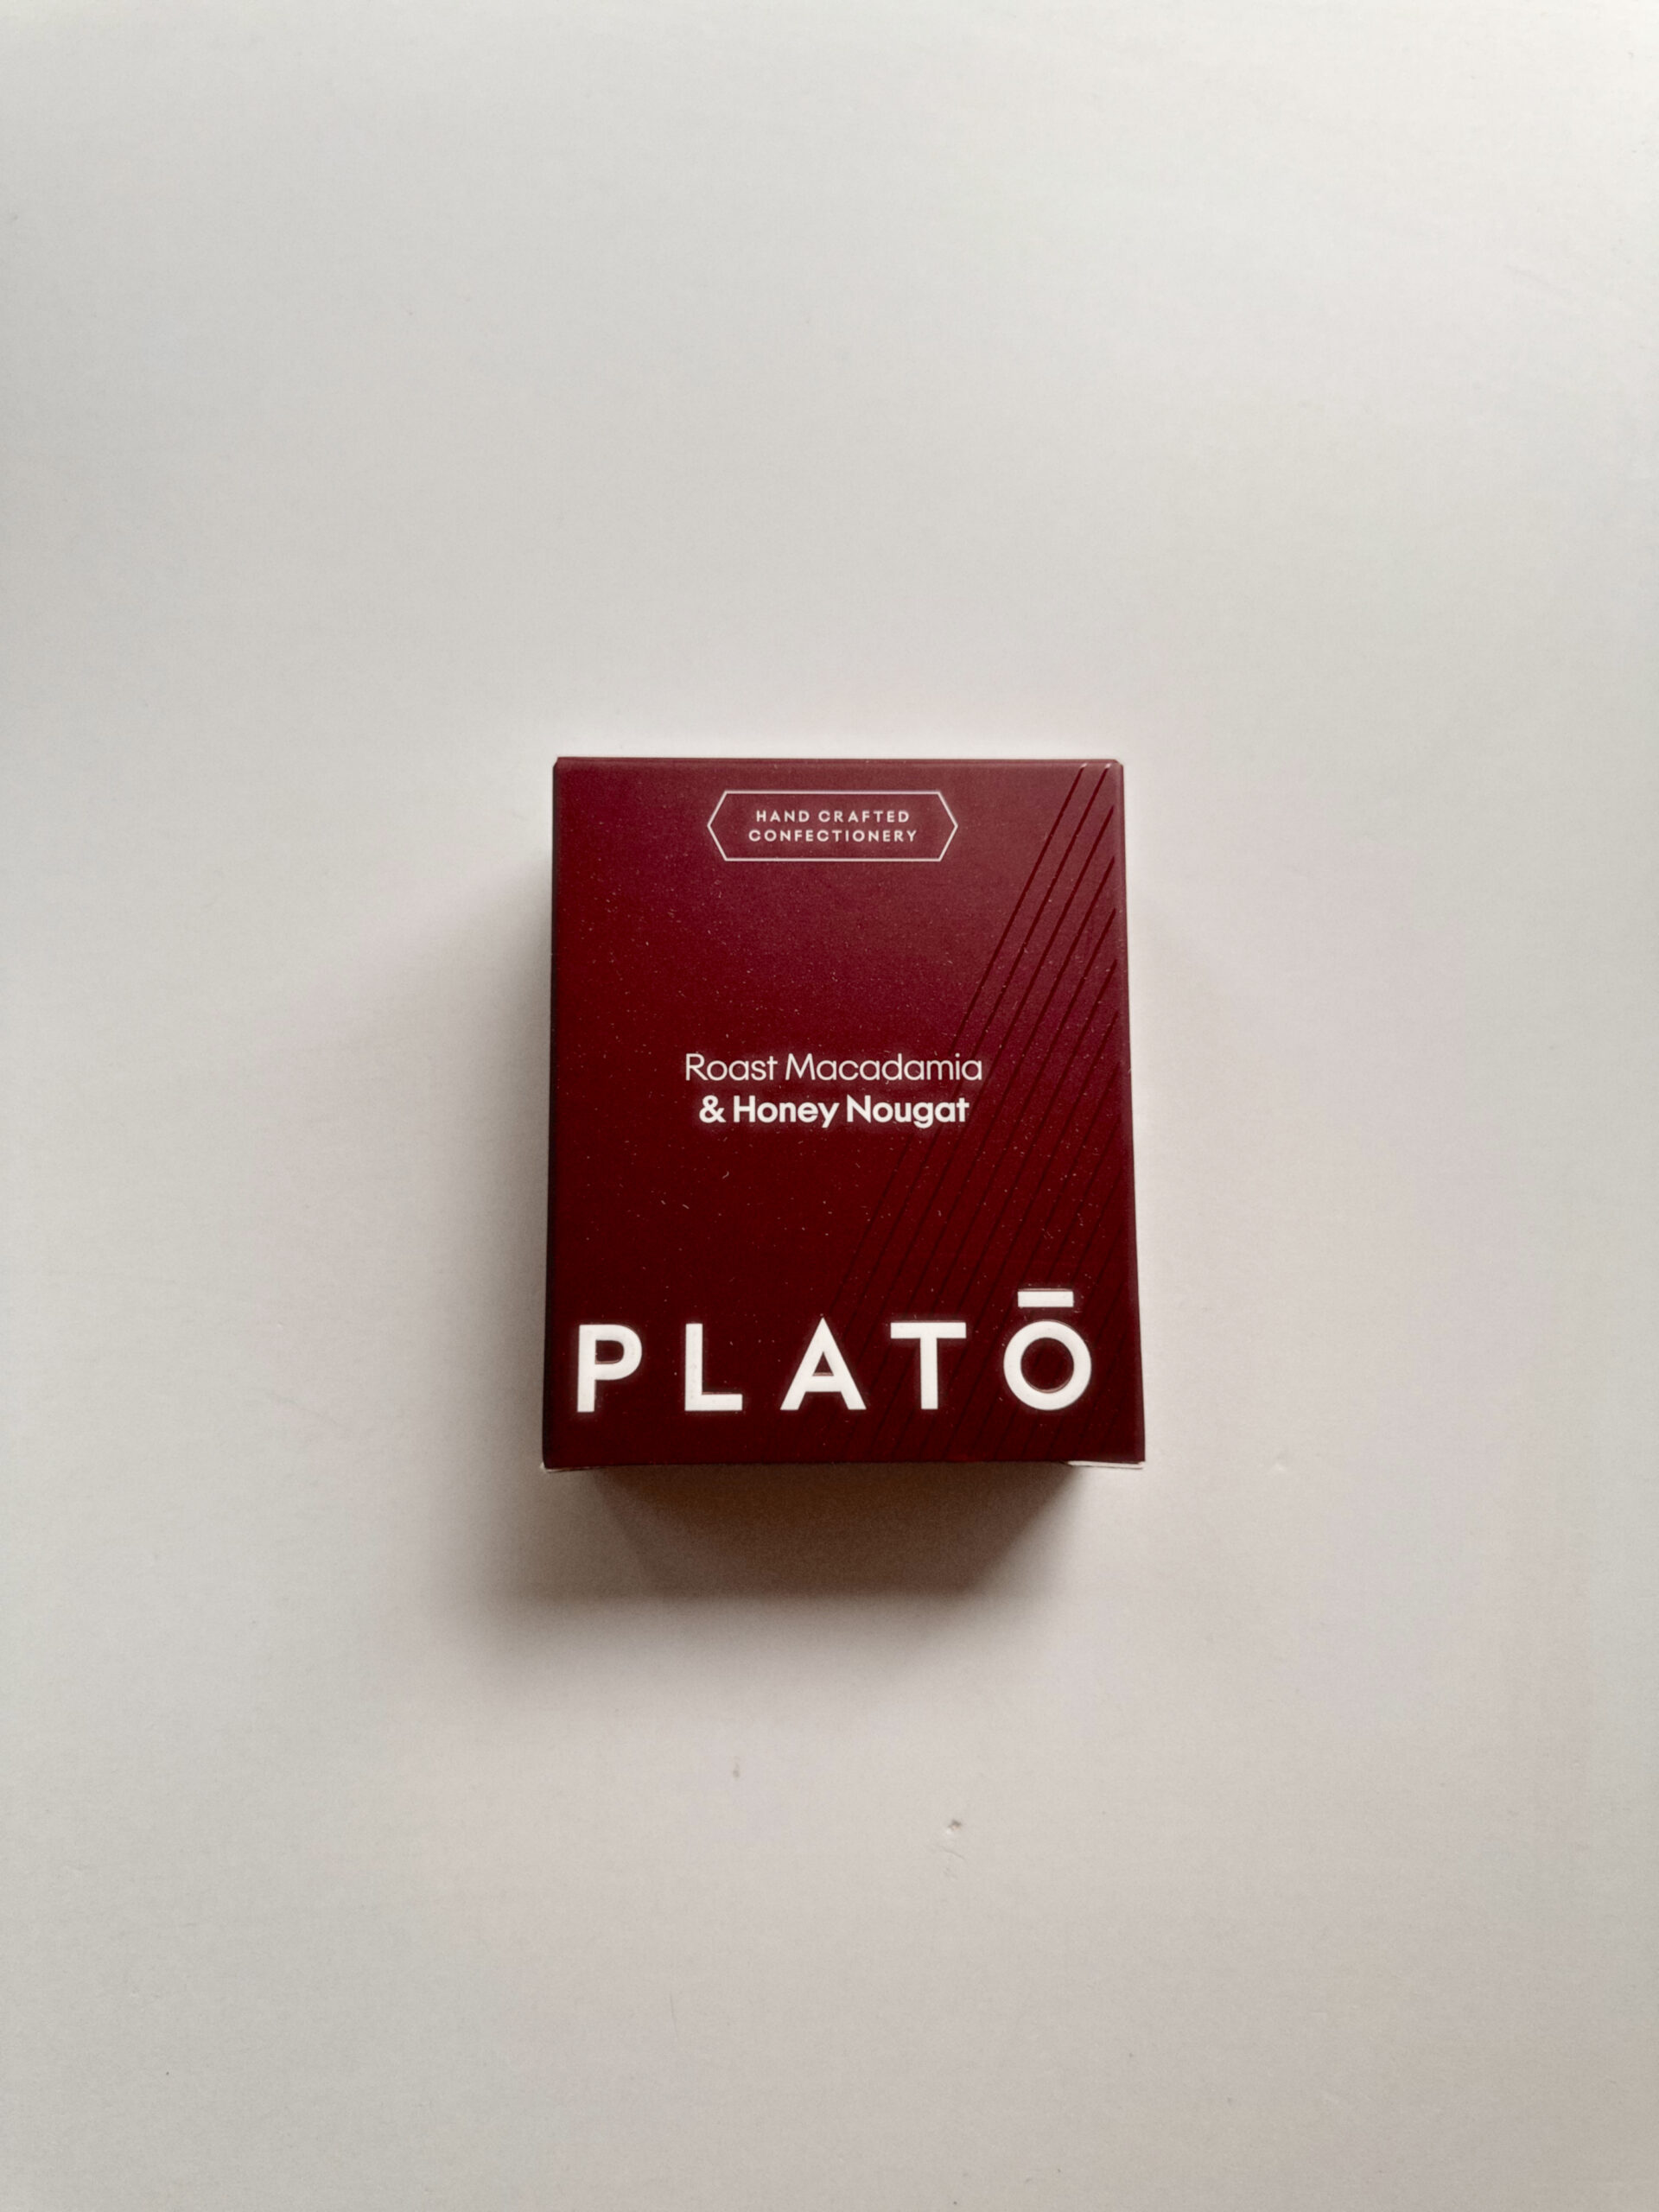 HAND CRAFTED
CONFECTIONERY
Roast Macadamia
& Honey Nougat
PLATŌ